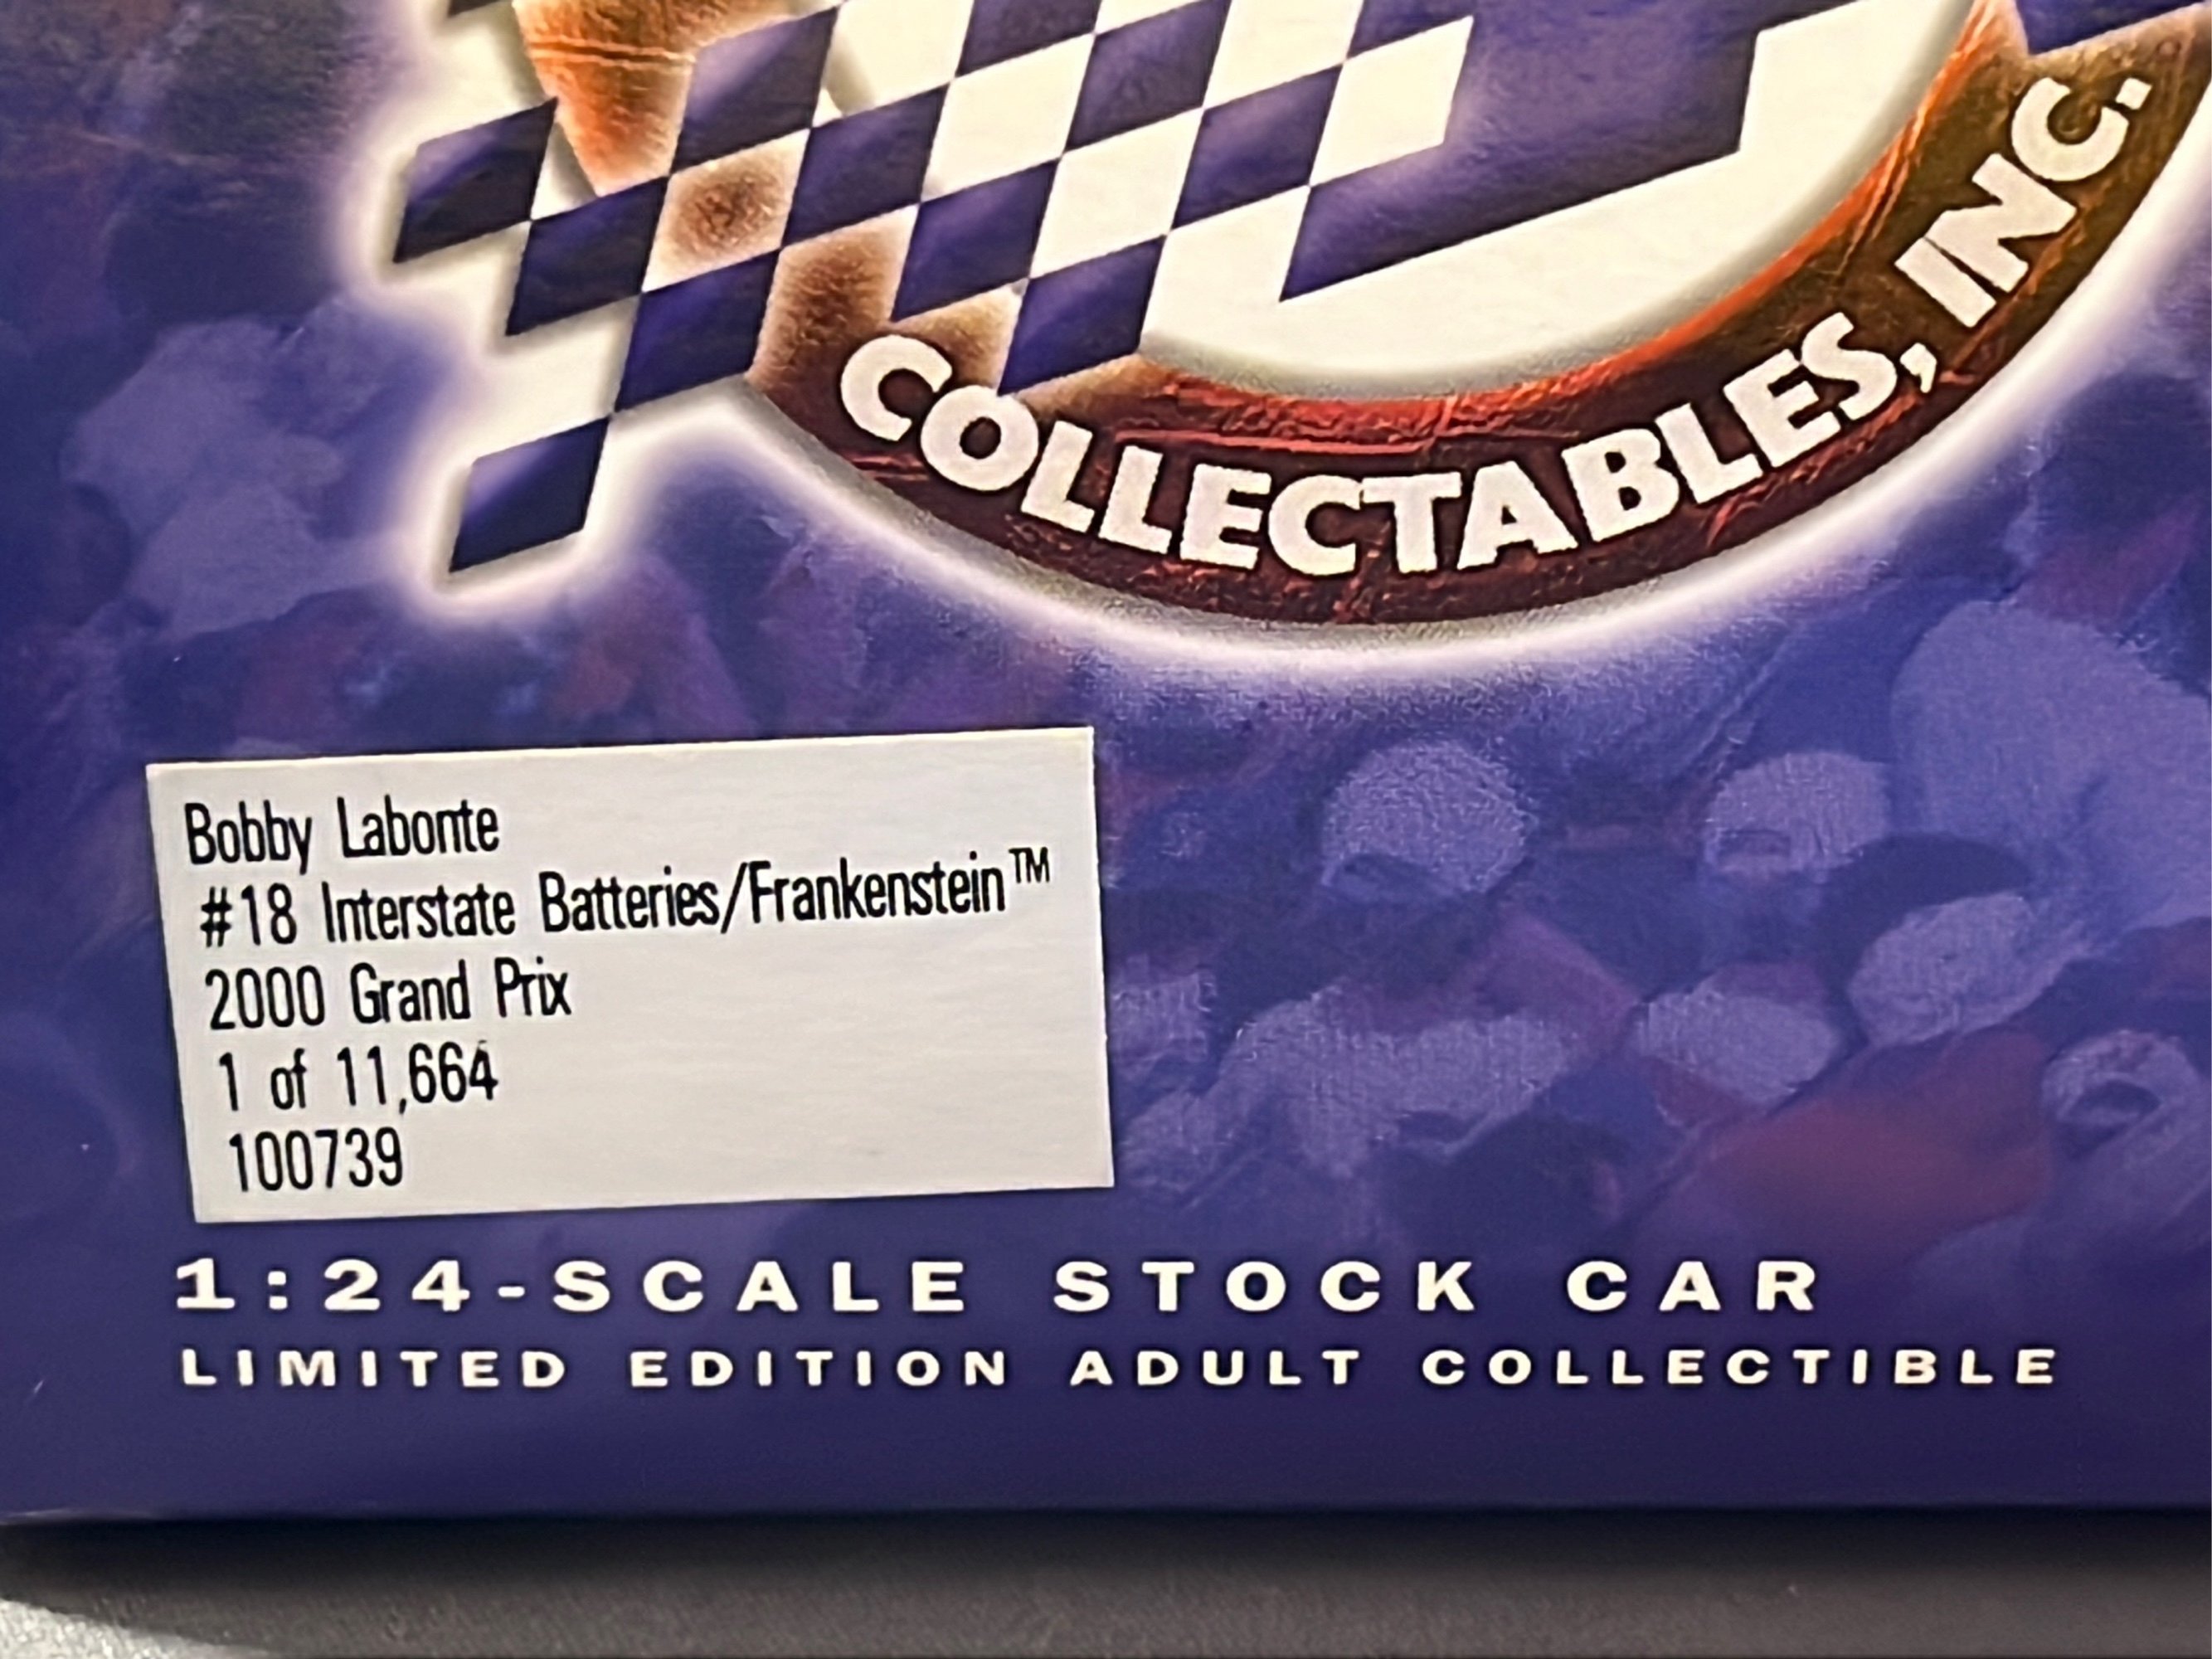 COLLECTABLES, INC.
Bobby Labonte
#18 Interstate Batteries/Frankenstein™
2000 Grand Prix
1 of 11,664
100739
1:24-SCALE STOCK CAR
LIMITED EDITION ADULT COLLECTIBLE